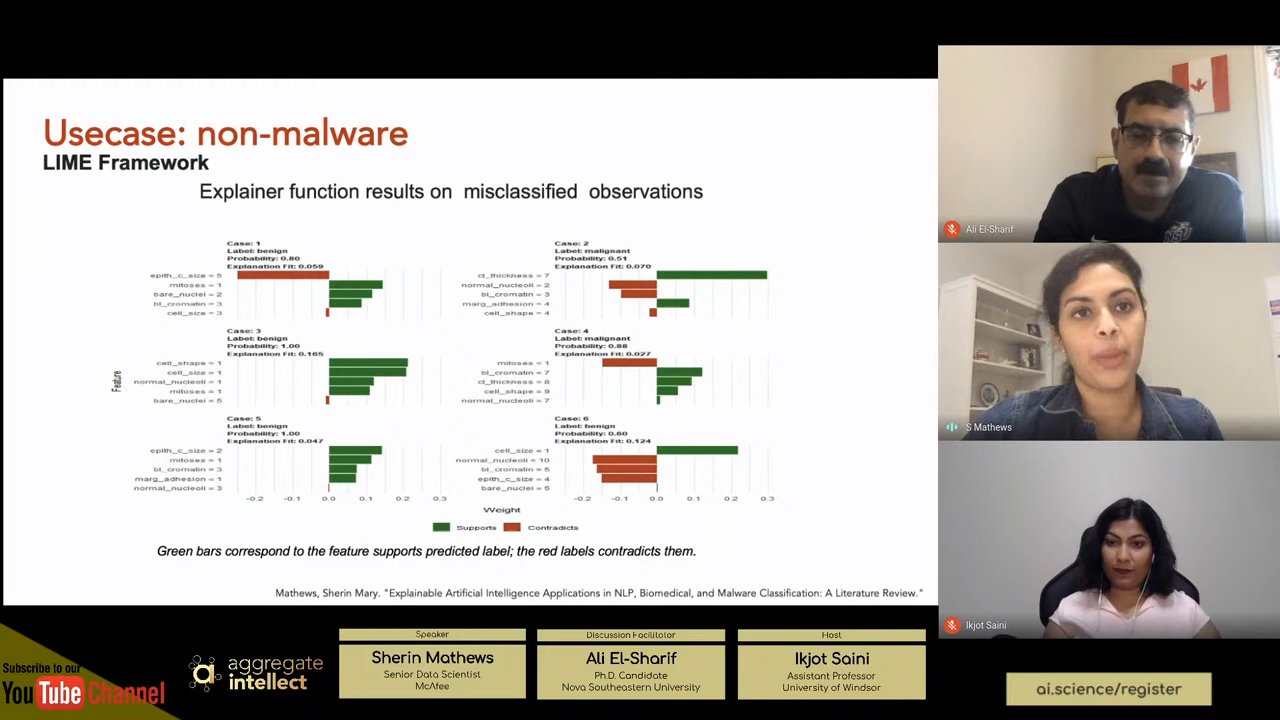 Usecase: non-malware
LIME Framework
Explainer function results on misclassified observations
Case: 1
Label: benign
Probability: 0.80
Explanation Fit: 0.059
epith_c_size = 5
mitoses = 1
bare_nuclei = 2
bl_cromatin = 3
cell_size = 3
Case: 2
Label: malignant
Probability: 0.51
Explanation Fit: 0.070
cl_thickness = 7
normal_nucleoli = 2
bl_cromatin = 3
marg_adhesion = 4
cell_shape = 4
Case: 3
Label: benign
Probability: 1.00
Explanation Fit: 0.165
cell_shape = 1
cell_size = 1
normal_nucleoli = 1
mitoses = 1
bare_nuclei = 5
Case: 4
Label: malignant
Probability: 0.88
Explanation Fit: 0.027
mitoses = 1
bl_cromatin = 7
cl_thickness = 8
cell_shape = 9
normal_nucleoli = 7
Feature
Case: 5
Label: benign
Probability: 1.00
Explanation Fit: 0.047
epith_c_size = 2
mitoses = 1
bl_cromatin = 3
marg_adhesion = 1
normal_nucleoli = 3
Case: 6
Label: benign
Probability: 0.60
Explanation Fit: 0.124
cell_size = 1
normal_nucleoli = 10
bl_cromatin = 5
epith_c_size = 4
bare_nuclei = 5
-0.2 -0.1 0.0 0.1 0.2 0.3
-0.2 -0.1 0.0 0.1 0.2 0.3
Weight
Supports Contradicts
Green bars correspond to the feature supports predicted label; the red labels contradicts them.
Mathews, Sherin Mary. "Explainable Artificial Intelligence Applications in NLP, Biomedical, and Malware Classification: A Literature Review."
Ali El-Sharif
S Mathews
Ikjot Saini
Subscribe to our
YouTube Channel
aggregate
intellect
Speaker
Sherin Mathews
Senior Data Scientist
McAfee
Discussion Facilitator
Ali El-Sharif
Ph.D. Candidate
Nova Southeastern University
Host
Ikjot Saini
Assistant Professor
University of Windsor
ai.science/register